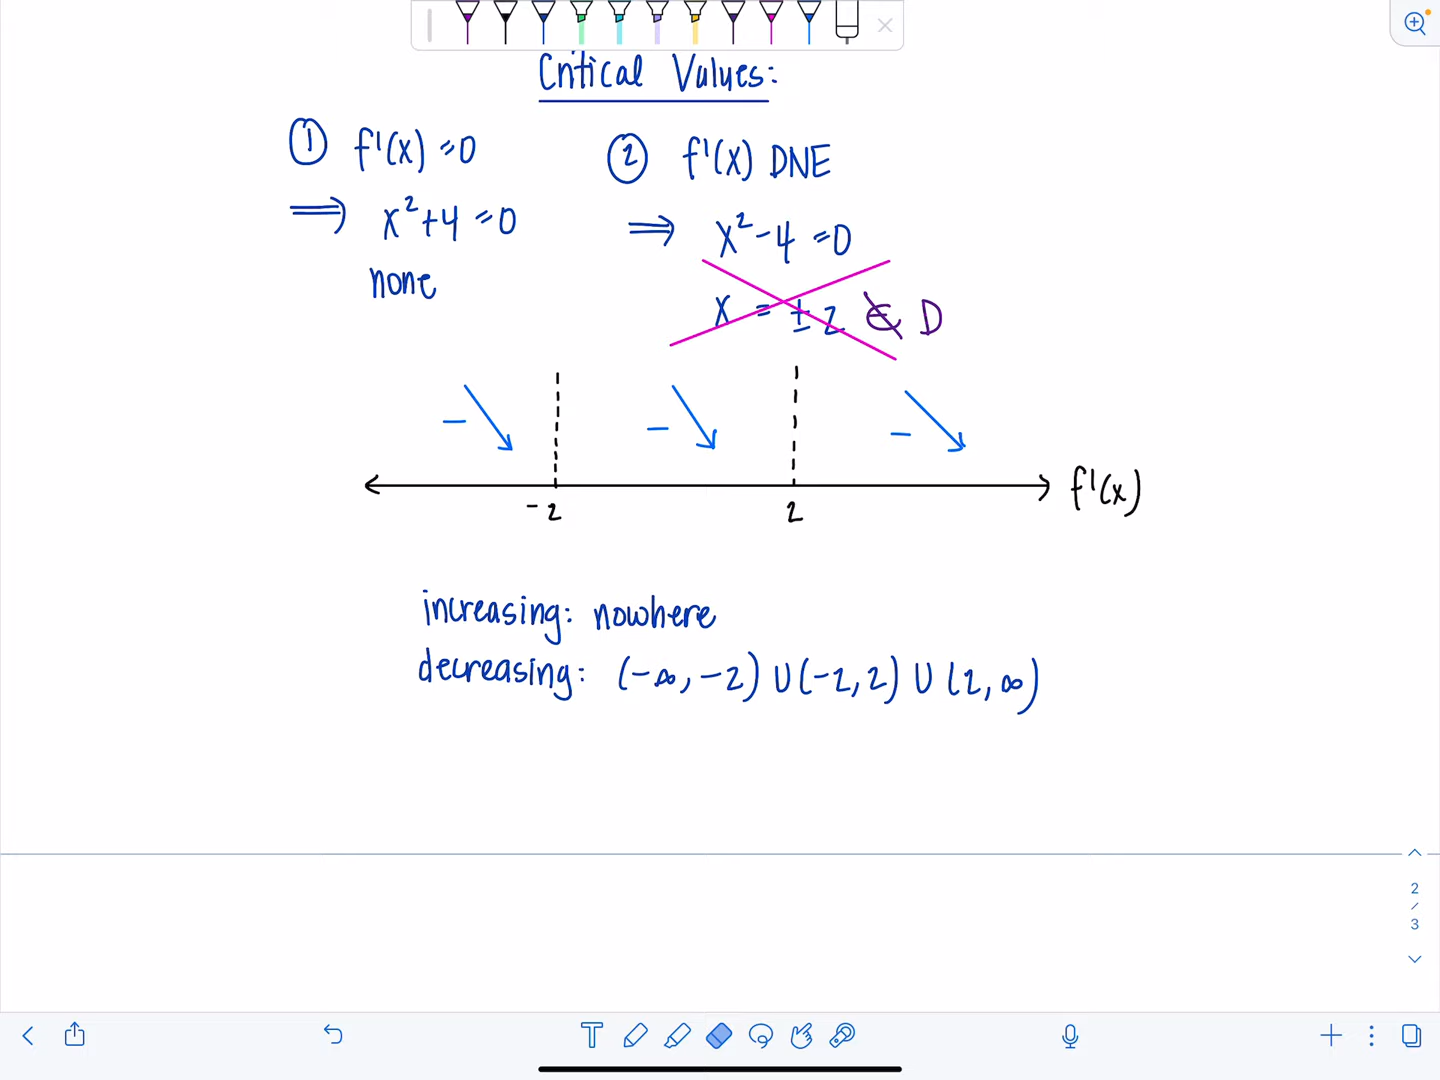 Critical Values:
① f'(x) = 0
⟹ x² + 4 = 0
none
② f'(x) DNE
⟹ x² - 4 = 0
x = ± 2 ∉ D
- - -
-2 2 f'(x)
increasing: nowhere
decreasing: (-∞, -2) U (-2, 2) U (2, ∞)
2
/
3
T